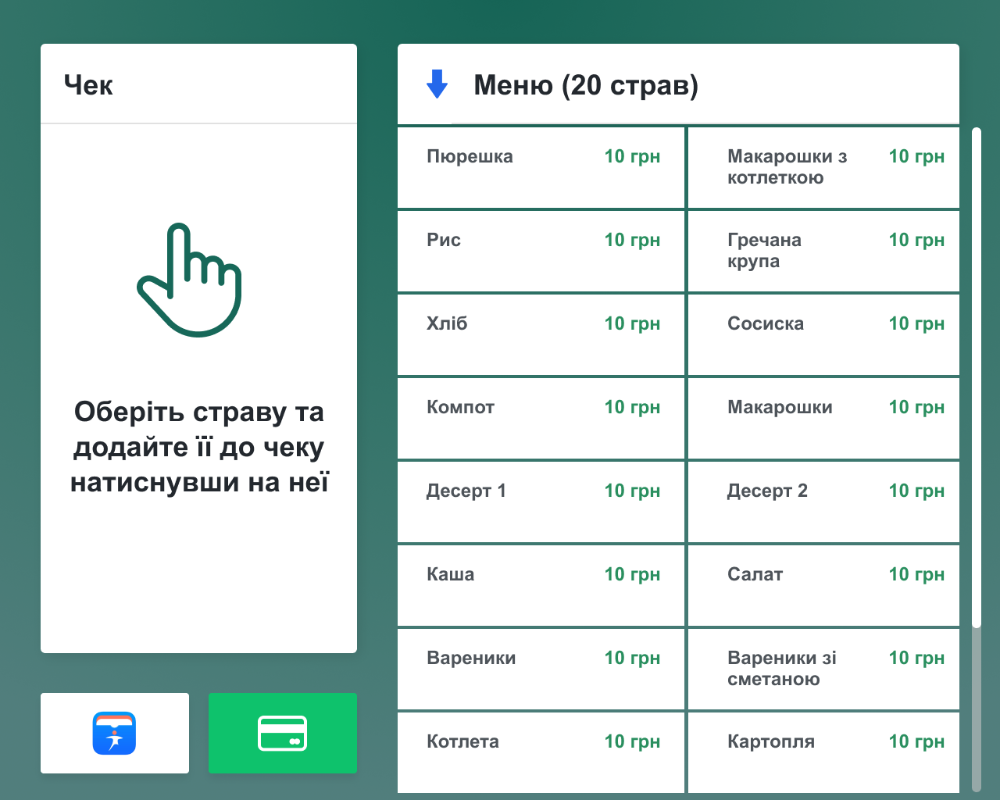 Чек
Оберіть страву та
додайте її до чеку
натиснувши на неї
Меню (20 страв)
Пюрешка 10 грн
Макарошки з 10 грн
котлеткою
Рис 10 грн
Гречана 10 грн
крупа
Хліб 10 грн
Сосиска 10 грн
Компот 10 грн
Макарошки 10 грн
Десерт 1 10 грн
Десерт 2 10 грн
Каша 10 грн
Салат 10 грн
Вареники 10 грн
Вареники зі 10 грн
сметаною
Котлета 10 грн
Картопля 10 грн